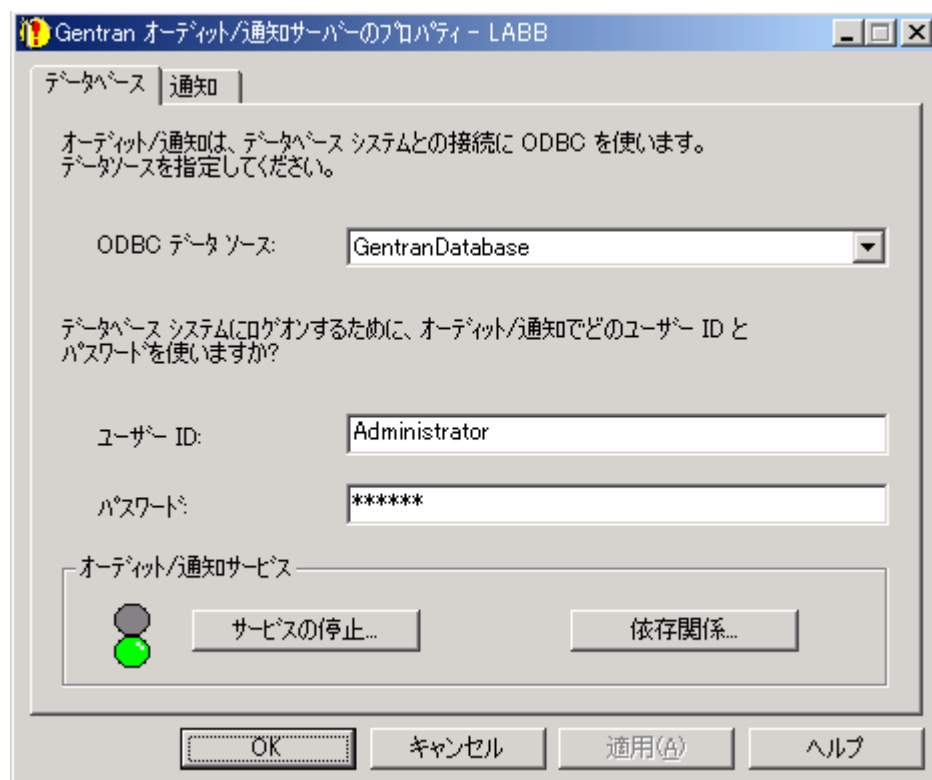 Gentran オーディット/通知サーバーのプロパティ - LABB
データベース
通知
オーディット/通知は、データベース システムとの接続に ODBC を使います。
データソースを指定してください。
ODBC データ ソース:
GentranDatabase
データベース システムにログオンするために、オーディット/通知でどのユーザー ID と
パスワードを使いますか?
ユーザー ID:
Administrator
パスワード:
******
オーディット/通知サービス
サービスの停止...
依存関係...
OK
キャンセル
適用(A)
ヘルプ